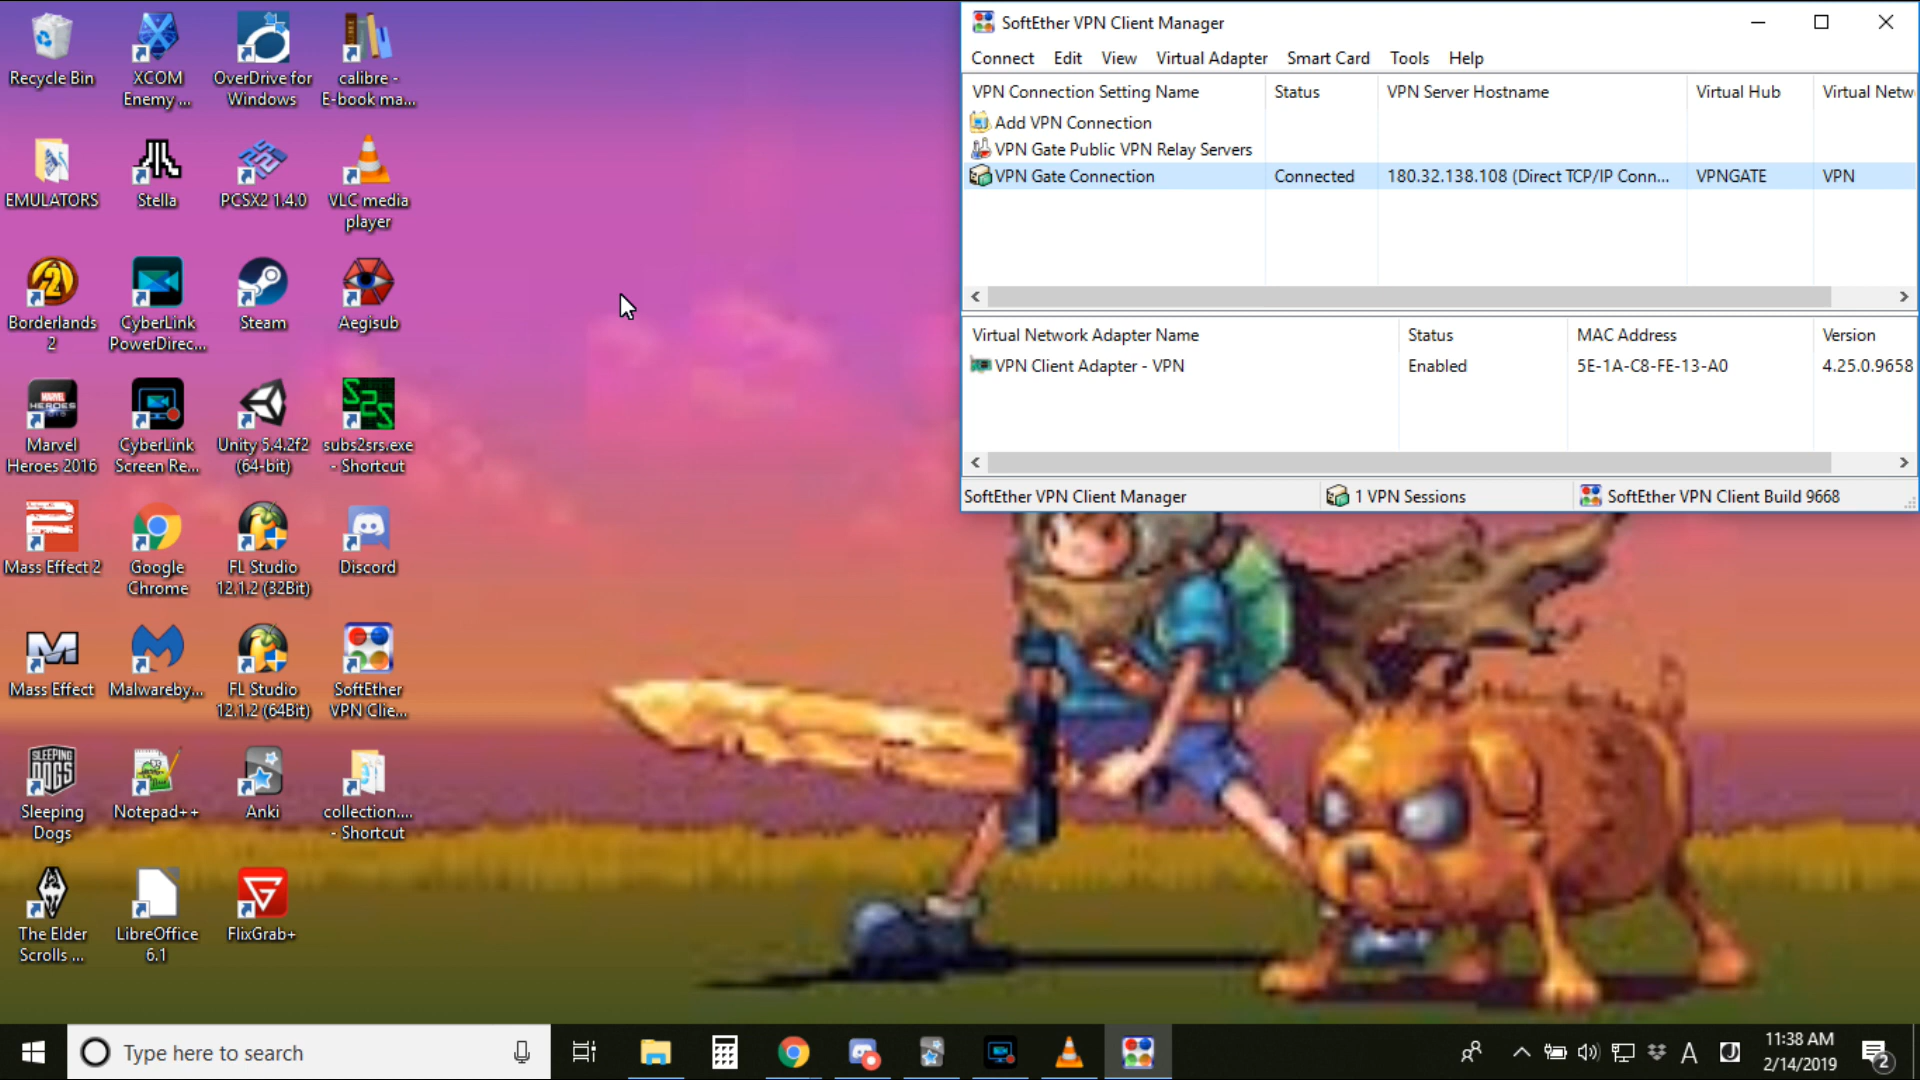 Recycle Bin
XCOM
Enemy ...
OverDrive for
Windows
calibre -
E-book ma...
EMULATORS
Stella
PCSX2 1.4.0
VLC media
player
Borderlands
2
CyberLink
PowerDirec...
Steam
Aegisub
MARVEL
HEROES
Marvel
Heroes 2016
CyberLink
Screen Re...
Unity 5.4.2f2
(64-bit)
S2S
subs2srs.exe
- Shortcut
Mass Effect 2
Google
Chrome
FL Studio
12.1.2 (32Bit)
Discord
Mass Effect
Malwareby...
FL Studio
12.1.2 (64Bit)
SoftEther
VPN Clie...
SLEEPING
DOGS
Sleeping
Dogs
Notepad++
Anki
collection....
- Shortcut
The Elder
Scrolls ...
LibreOffice
6.1
FlixGrab+
SoftEther VPN Client Manager
Connect Edit View Virtual Adapter Smart Card Tools Help
VPN Connection Setting Name Status VPN Server Hostname Virtual Hub Virtual Netw
Add VPN Connection
VPN Gate Public VPN Relay Servers
VPN Gate Connection Connected 180.32.138.108 (Direct TCP/IP Conn... VPNGATE VPN
Virtual Network Adapter Name Status MAC Address Version
VPN Client Adapter - VPN Enabled 5E-1A-C8-FE-13-A0 4.25.0.9658
SoftEther VPN Client Manager 1 VPN Sessions SoftEther VPN Client Build 9668
Type here to search
A J 11:38 AM
2/14/2019
2